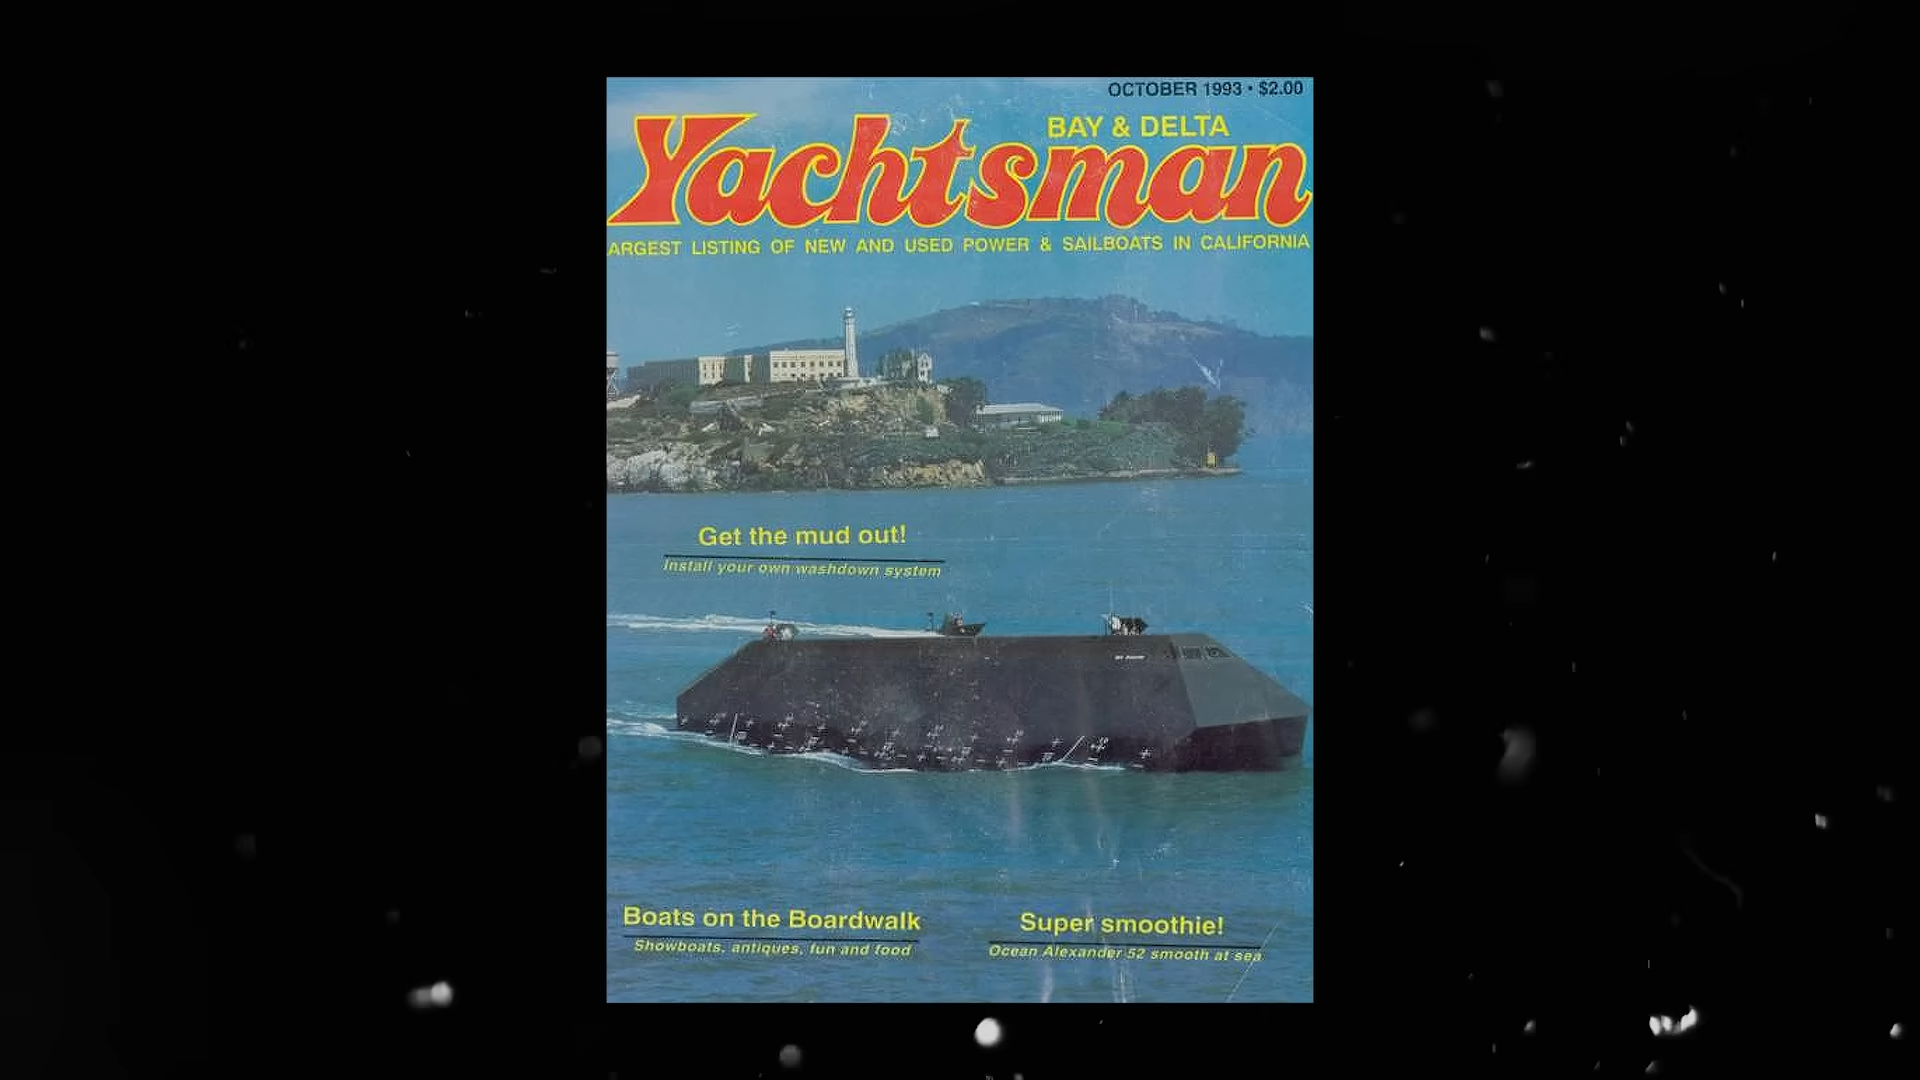 OCTOBER 1993 • $2.00
BAY & DELTA
Yachtsman
ARGEST LISTING OF NEW AND USED POWER & SAILBOATS IN CALIFORNIA
Get the mud out!
Install your own washdown system
Boats on the Boardwalk
Showboats, antiques, fun and food
Super smoothie!
Ocean Alexander 52 smooth at sea